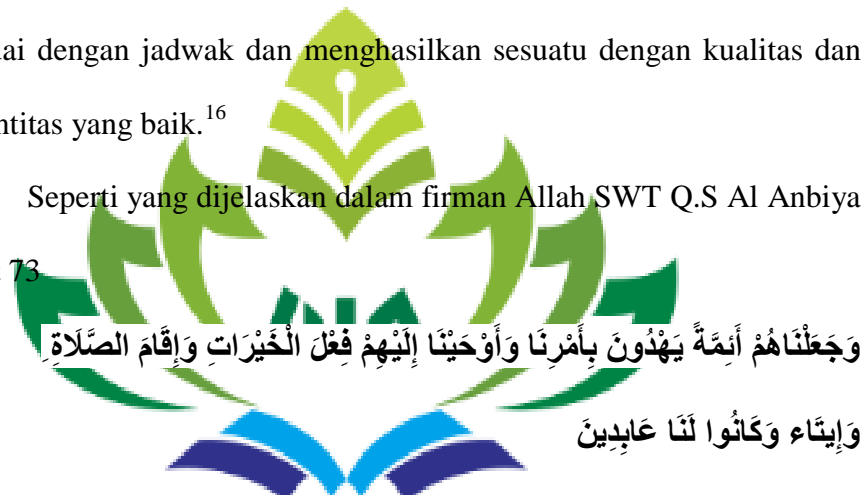 uai dengan jadwak dan menghasilkan sesuatu dengan kualitas dan
ntitas yang baik.16
Seperti yang dijelaskan dalam firman Allah SWT Q.S Al Anbiya
73
وَجَعَلْنَاهُمْ أَئِمَّةً يَهْدُونَ بِأَمْرِنَا وَأَوْحَيْنَا إِلَيْهِمْ فِعْلَ الْخَيْرَاتِ وَإِقَامَ الصَّلَاةِ
وَإِيتَاء وَكَانُوا لَنَا عَابِدِينَ